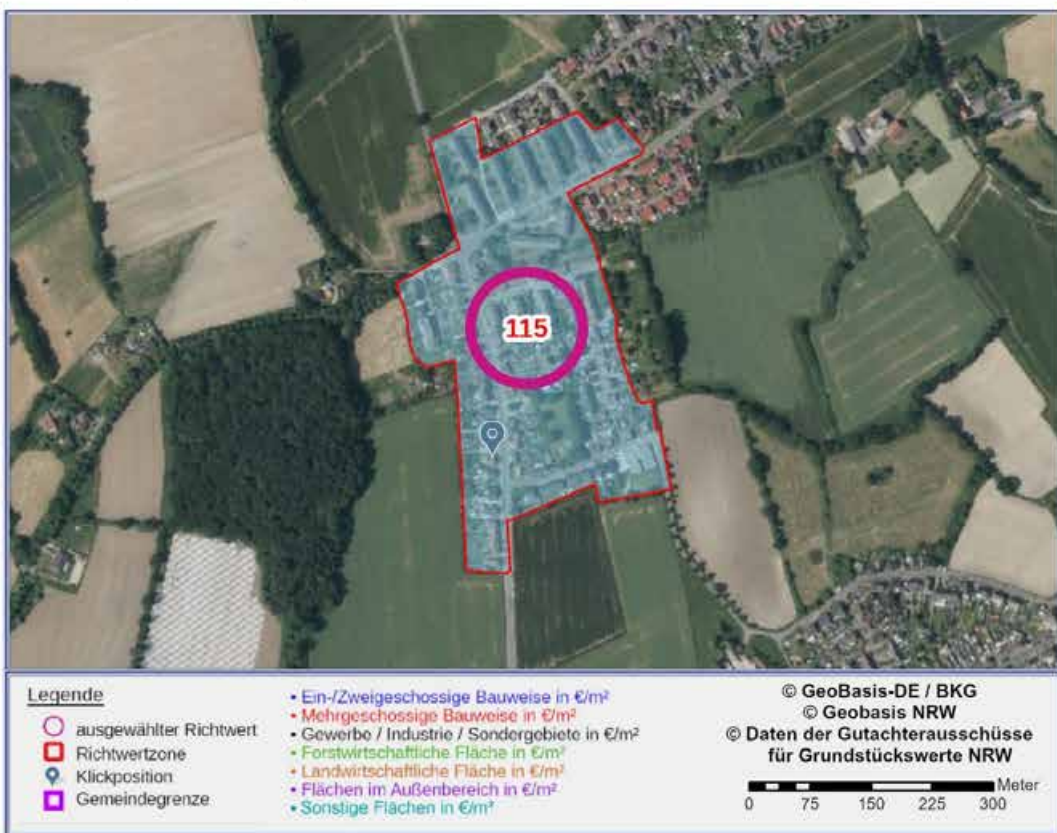 115
Legende
ausgewählter Richtwert
Richtwertzone
Klickposition
Gemeindegrenze
• Ein-/Zweigeschossige Bauweise in €/m²
• Mehrgeschossige Bauweise in €/m²
• Gewerbe / Industrie / Sondergebiete in €/m²
• Forstwirtschaftliche Fläche in €/m²
• Landwirtschaftliche Fläche in €/m²
• Flächen im Außenbereich in €/m²
• Sonstige Flächen in €/m²
© GeoBasis-DE / BKG
© Geobasis NRW
© Daten der Gutachterausschüsse
für Grundstückswerte NRW
Meter
0 75 150 225 300